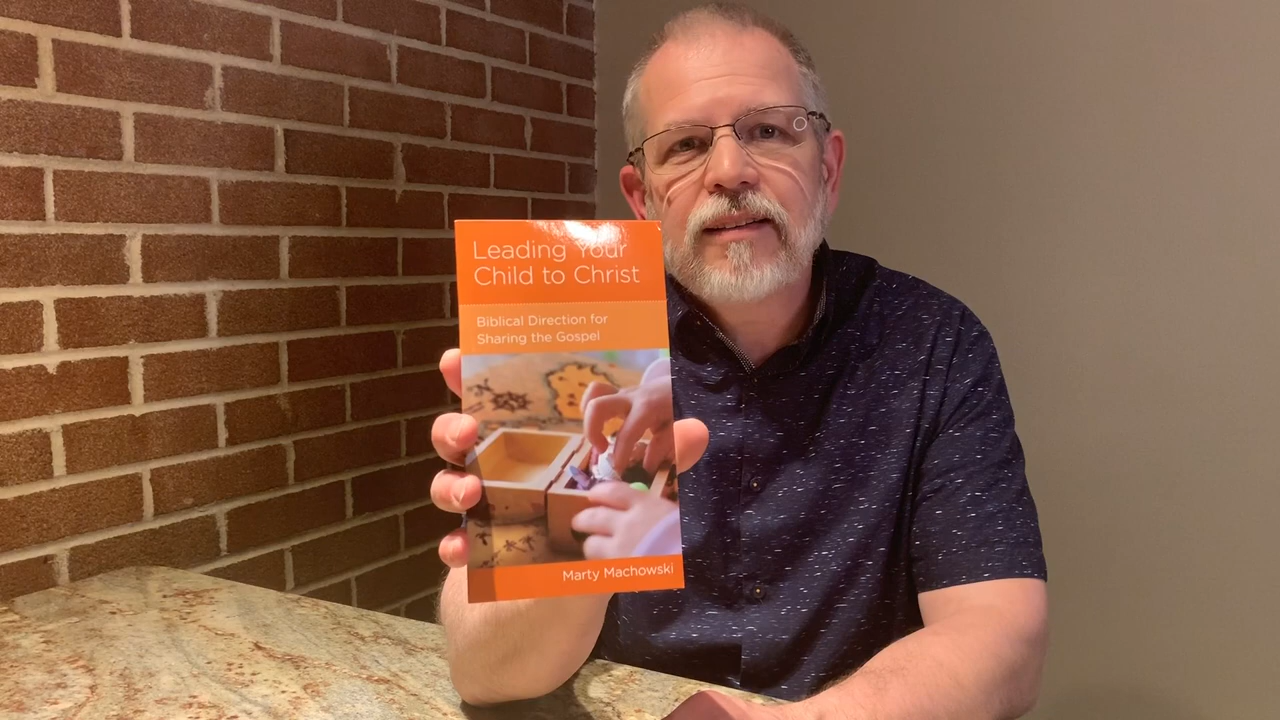 Leading Your
Child to Christ
Biblical Direction for
Sharing the Gospel
Marty Machowski